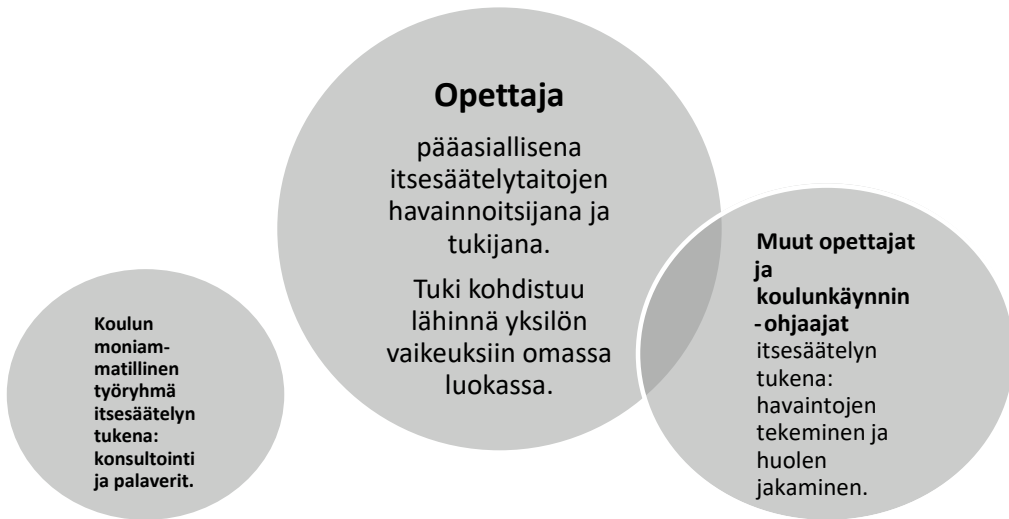 Opettaja
pääasiallisena
itsesäätelytaitojen
havainnoitsijana ja
tukijana.
Tuki kohdistuu
lähinnä yksilön
vaikeuksiin omassa
luokassa.
Muut opettajat
ja
koulunkäynnin
-ohjaajat
itsesäätelyn
tukena:
havaintojen
tekeminen ja
huolen
jakaminen.
Koulun
moniam-
matillinen
työryhmä
itsesäätelyn
tukena:
konsultointi
ja palaverit.